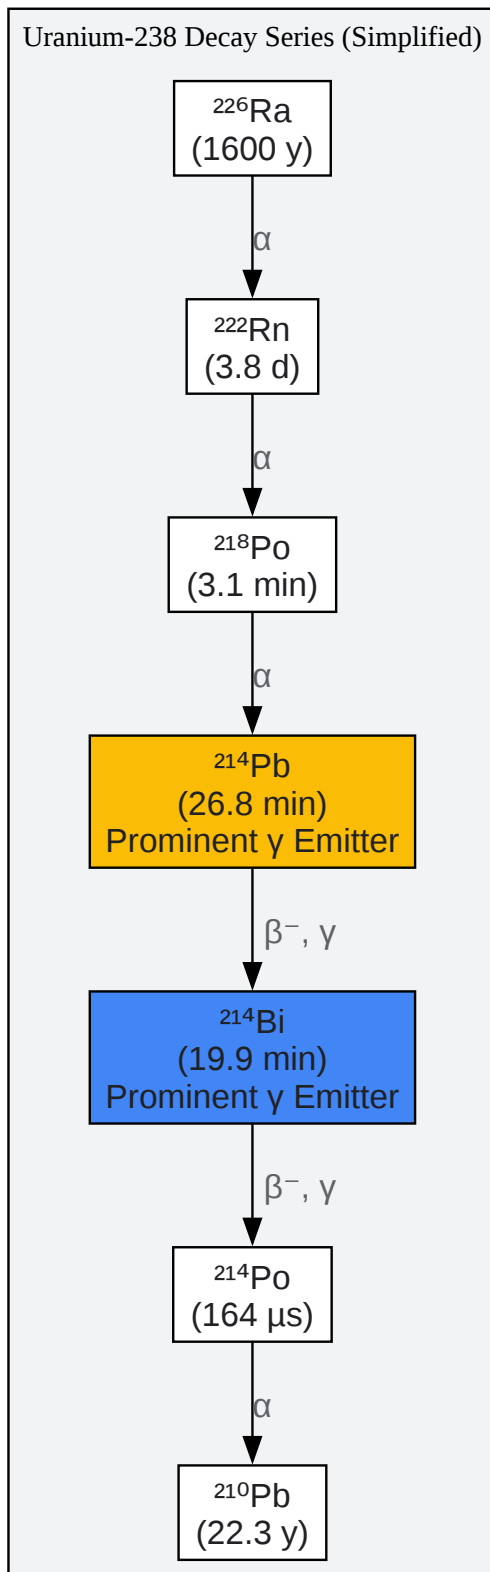 Uranium-238 Decay Series (Simplified)
²²⁶Ra
(1600 y)
α
²²²Rn
(3.8 d)
α
²¹⁸Po
(3.1 min)
α
²¹⁴Pb
(26.8 min)
Prominent γ Emitter
β⁻, γ
²¹⁴Bi
(19.9 min)
Prominent γ Emitter
β⁻, γ
²¹⁴Po
(164 µs)
α
²¹⁰Pb
(22.3 y)